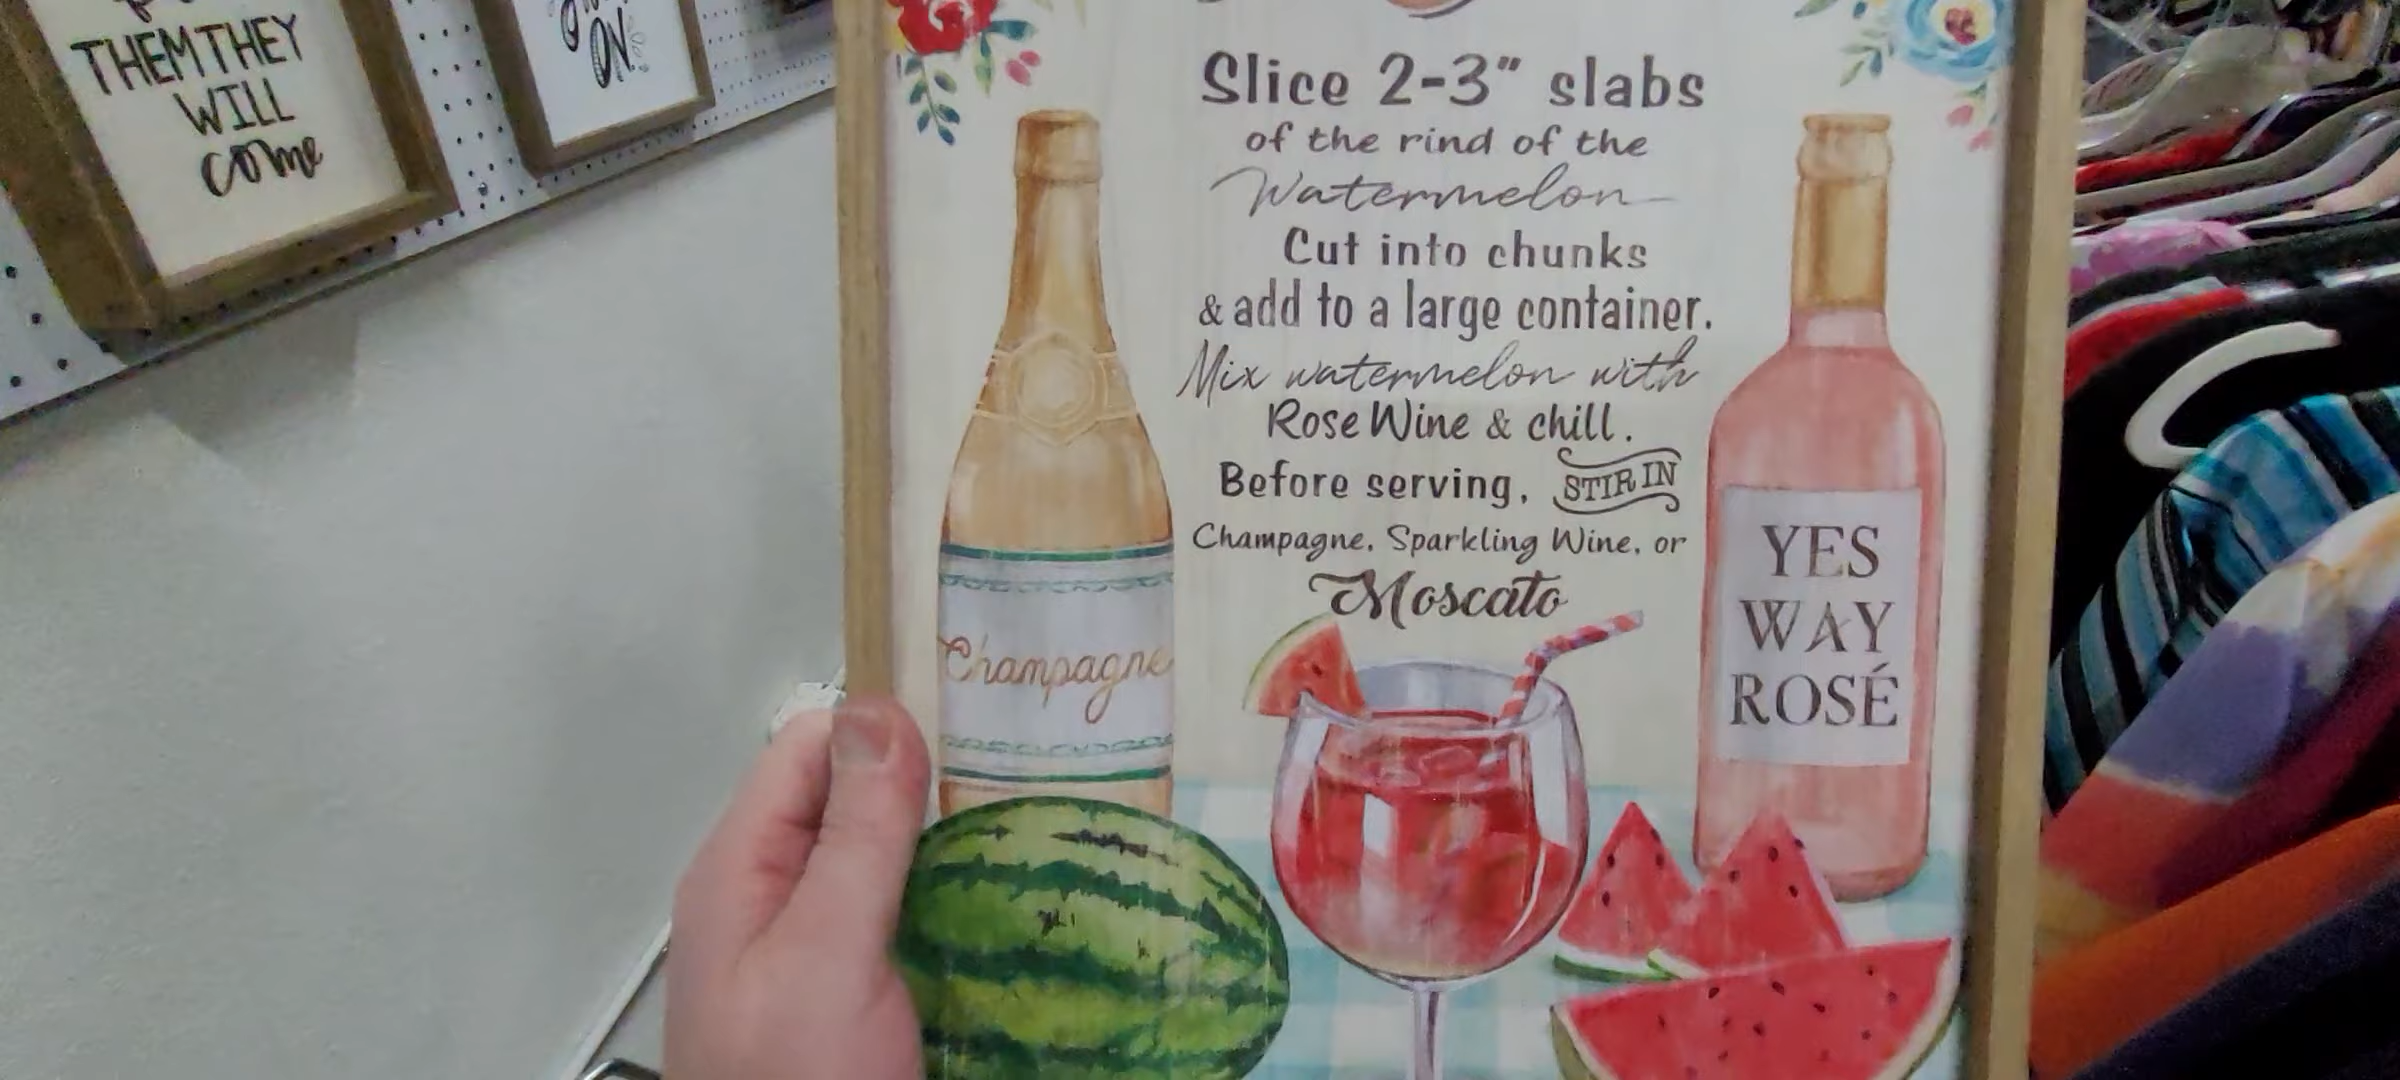 THEM THEY
WILL
come
ON.
Slice 2-3" slabs
of the rind of the
Watermelon
Cut into chunks
& add to a large container.
Mix watermelon with
Rose Wine & chill.
Before serving, STIR IN
Champagne, Sparkling Wine, or
Moscato
Champagne
YES
WAY
ROSÉ